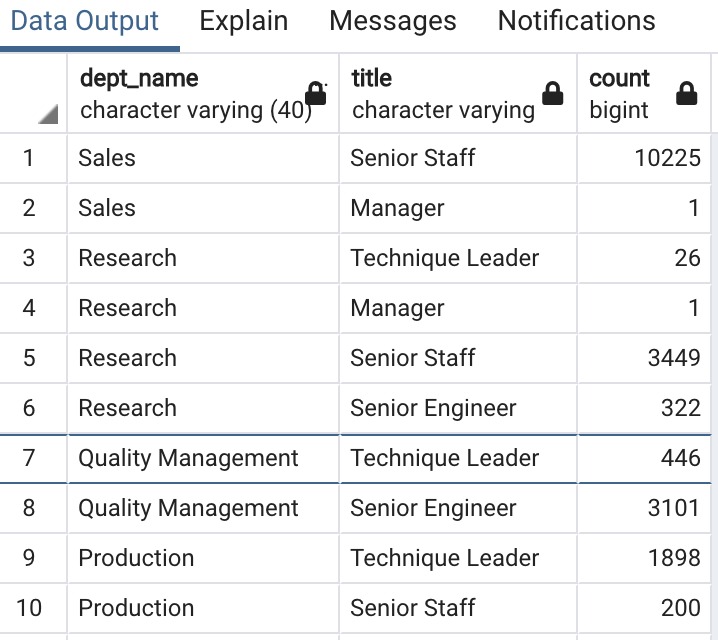 Data Output Explain Messages Notifications
dept_name title count
character varying (40) character varying bigint
1 Sales Senior Staff 10225
2 Sales Manager 1
3 Research Technique Leader 26
4 Research Manager 1
5 Research Senior Staff 3449
6 Research Senior Engineer 322
7 Quality Management Technique Leader 446
8 Quality Management Senior Engineer 3101
9 Production Technique Leader 1898
10 Production Senior Staff 200